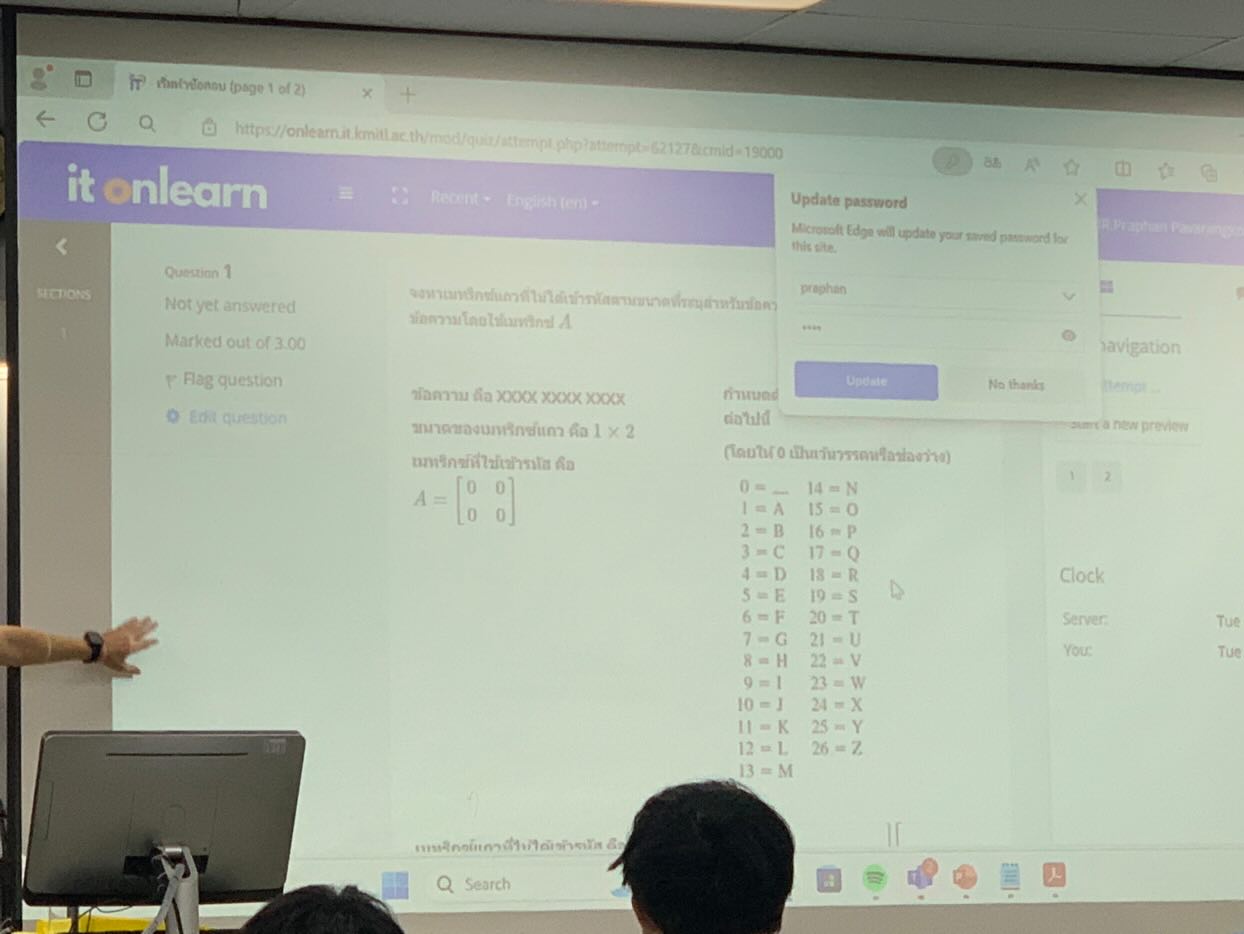 เริ่มทำข้อสอบ (page 1 of 2)
https://onlearn.it.kmitl.ac.th/mod/quiz/attempt.php?attempt=62127&cmid=19000
it onlearn
Recent
English (en)
Update password
Microsoft Edge will update your saved password for
this site.
praphan
Update
No thanks
R.Praphan
SECTIONS
1
Question 1
Not yet answered
Marked out of 3.00
Flag question
Edit question
จงหาเมทริกซ์แถวที่ไม่ได้เข้ารหัสตามขนาดที่ระบุสำหรับข้อคว
ข้อความโดยใช้เมทริกซ์ A
ข้อความ คือ XXXX XXXX XXXX
ขนาดของเมทริกซ์แถว คือ 1 × 2
เมทริกซ์ที่ใช้เข้ารหัส คือ
A = [0 0
0 0]
กำหนด
ต่อไปนี้
(โดยให้ 0 เป็นเว้นวรรคหรือช่องว่าง)
0 = __ 14 = N
1 = A 15 = O
2 = B 16 = P
3 = C 17 = Q
4 = D 18 = R
5 = E 19 = S
6 = F 20 = T
7 = G 21 = U
8 = H 22 = V
9 = I 23 = W
10 = J 24 = X
11 = K 25 = Y
12 = L 26 = Z
13 = M
เมทริกซ์แถวที่ไม่ได้เข้ารหัส คือ
navigation
a new preview
1 2
Clock
Server: Tue
You: Tue
Search